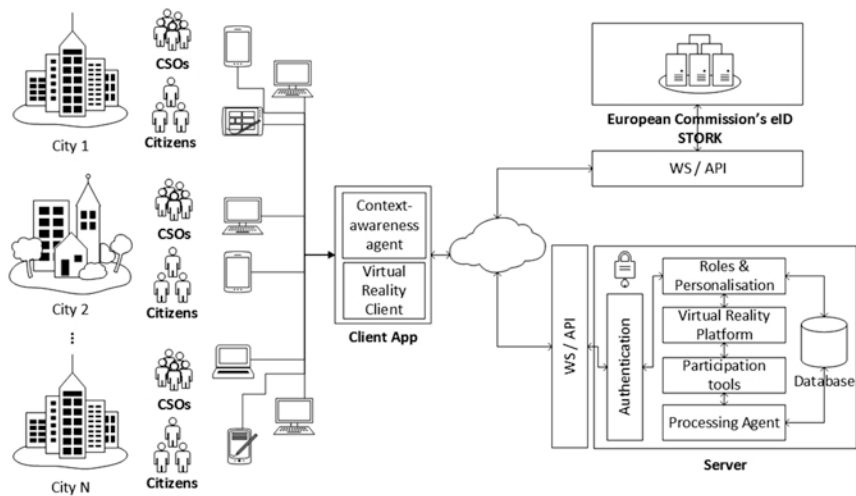 CSOs
Citizens
City 1
CSOs
Citizens
City 2
...
CSOs
Citizens
City N
Context-
awareness
agent
Virtual
Reality
Client
Client App
European Commission's eID
STORK
WS / API
WS / API
Authentication
Roles &
Personalisation
Virtual Reality
Platform
Participation
tools
Processing Agent
Database
Server